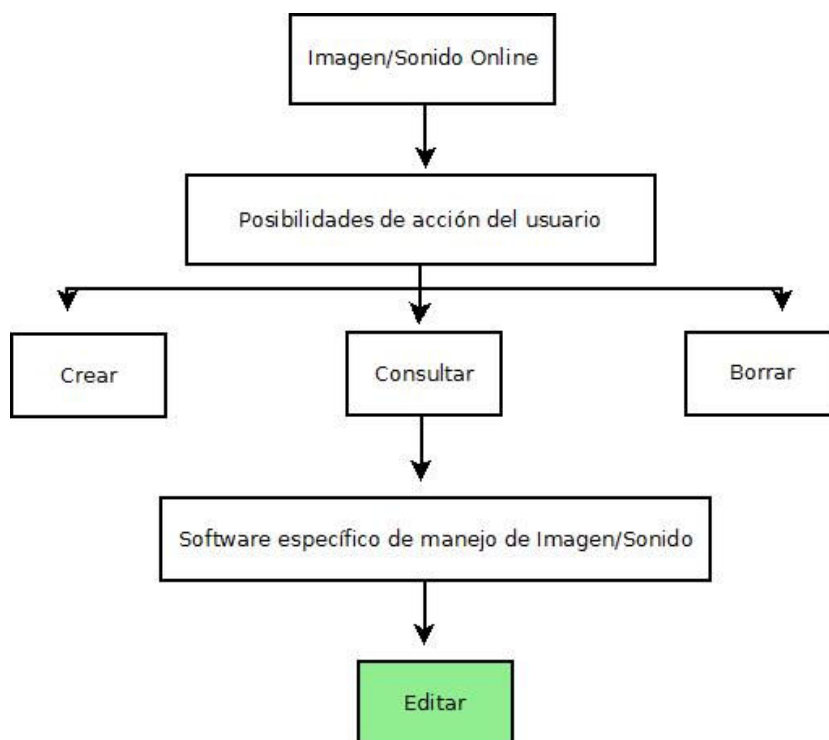 Imagen/Sonido Online
Posibilidades de acción del usuario
Crear
Consultar
Borrar
Software específico de manejo de Imagen/Sonido
Editar